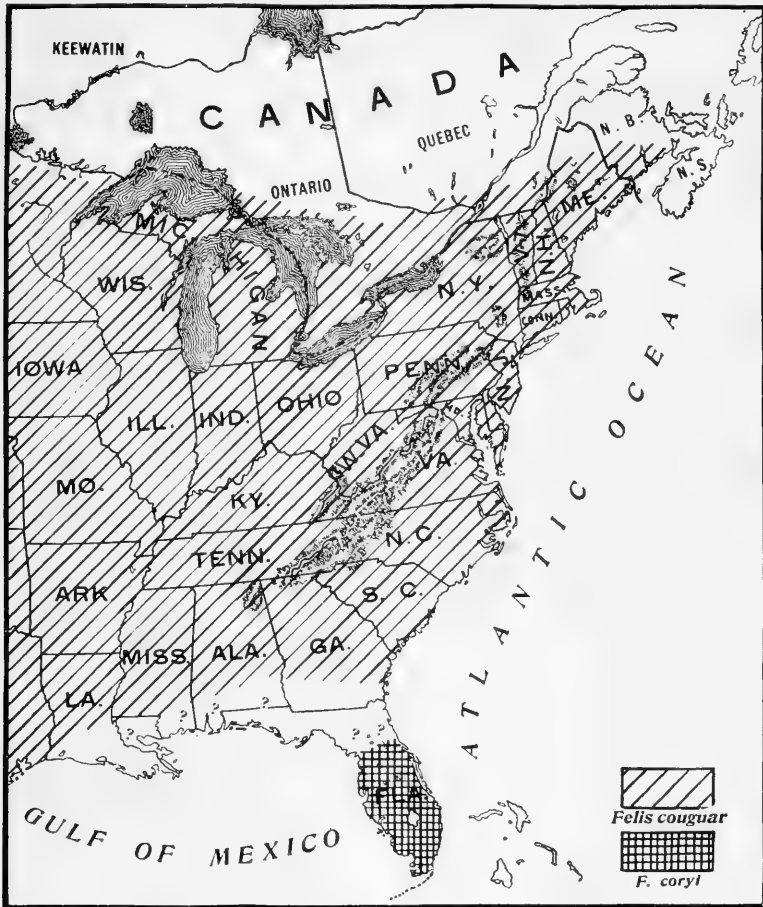 KEEWATIN
CANADA
QUEBEC
ONTARIO
N.B.
N.S.
ME.
VT.
N.H.
MASS.
CONN.
MICHIGAN
WIS.
N.Y.
IOWA
PENN.
ILL.
IND.
OHIO
N.J.
W.VA.
VA.
MO.
KY.
N.C.
TENN.
ARK
S. C.
MISS.
ALA.
GA.
LA.
? ? ? ? ?
FLA.
ATLANTIC OCEAN
GULF OF MEXICO
Felis couguar
F. coryi